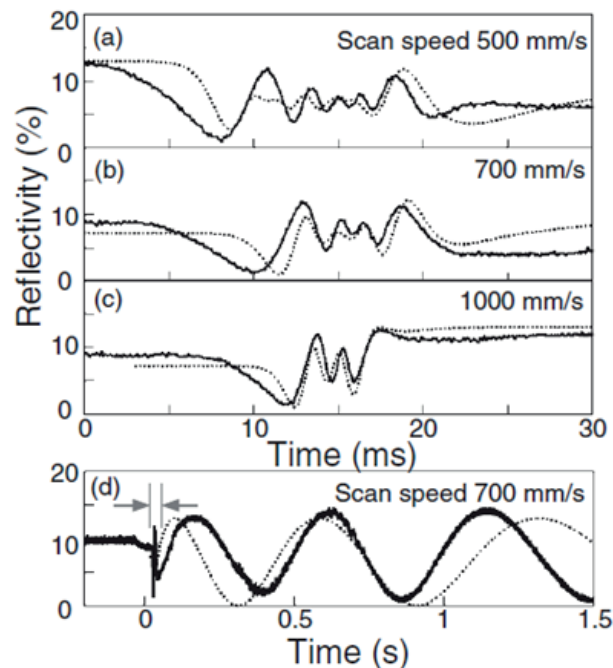 20
(a) Scan speed 500 mm/s
10
0
(b) 700 mm/s
10
0
(c) 1000 mm/s
10
0
0 10 20 30
Time (ms)
Reflectivity (%)
20
(d) Scan speed 700 mm/s
10
0
0 0.5 1 1.5
Time (s)